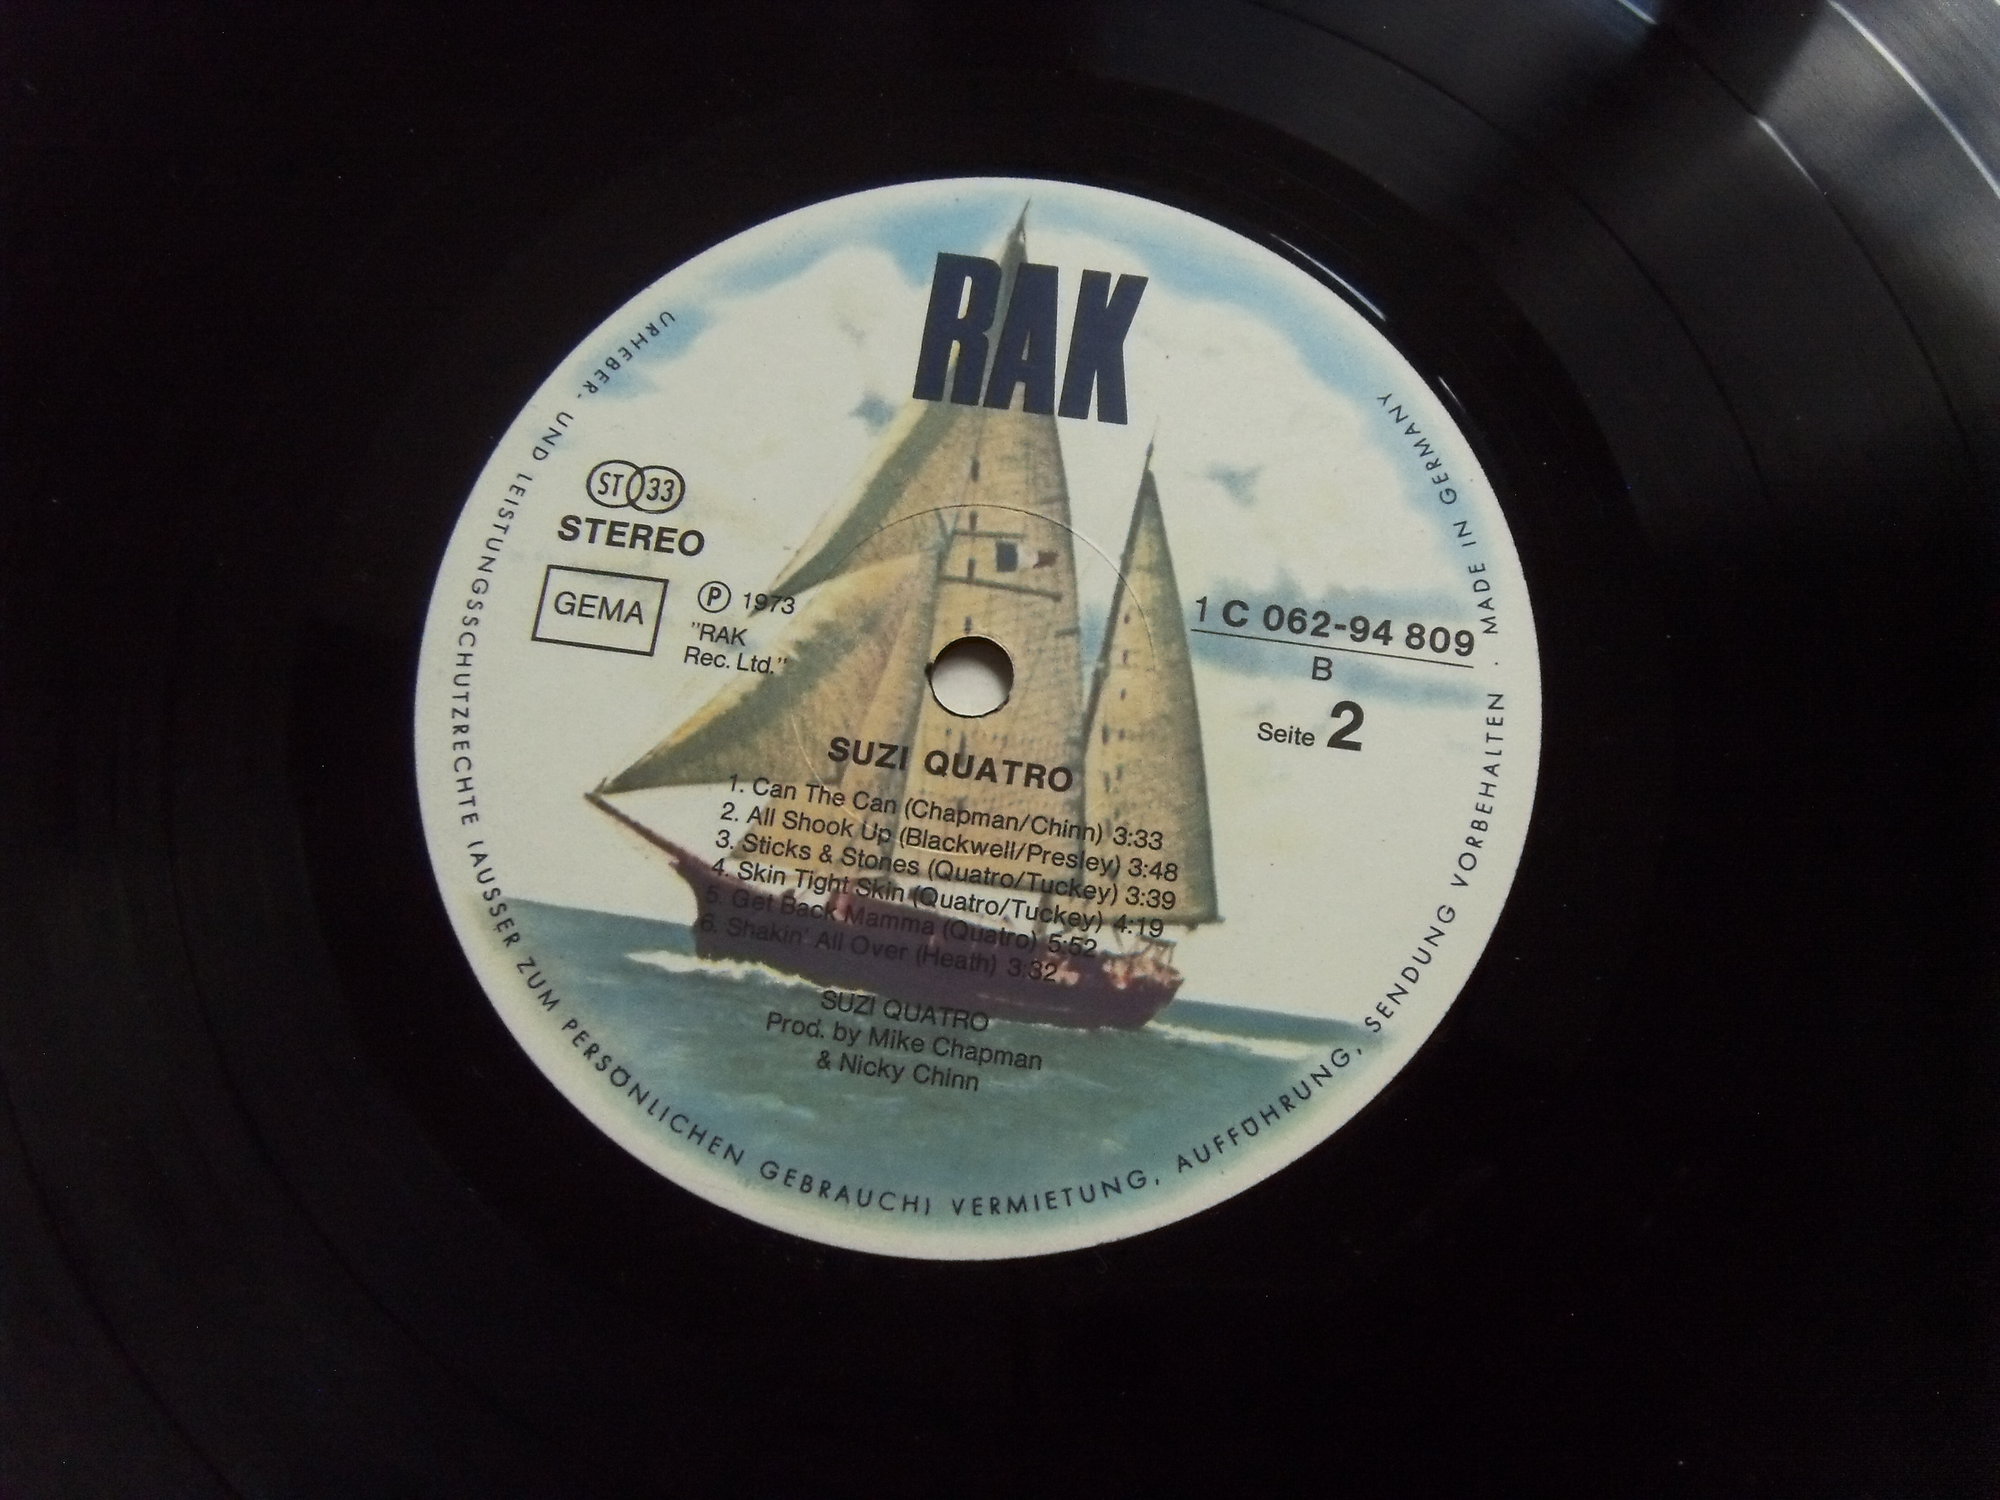 RAK
ST 33
STEREO
GEMA
Ⓟ 1973
"RAK
Rec. Ltd."
1 C 062-94 809
B
Seite 2
SUZI QUATRO
1. Can The Can (Chapman/Chinn) 3:33
2. All Shook Up (Blackwell/Presley) 3:48
3. Sticks & Stones (Quatro/Tuckey) 3:39
4. Skin Tight Skin (Quatro/Tuckey) 4:19
5. Get Back Mamma (Quatro) 5:52
6. Shakin' All Over (Heath) 3:32
SUZI QUATRO
Prod. by Mike Chapman
& Nicky Chinn
URHEBER- UND LEISTUNGSSCHUTZRECHTE (AUSSER ZUM PERSÖNLICHEN GEBRAUCH) VERMIETUNG, AUFFÜHRUNG, SENDUNG VORBEHALTEN · MADE IN GERMANY